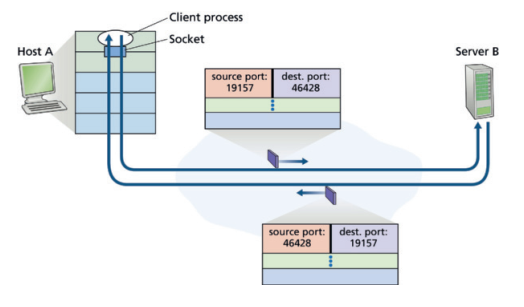 Client process
Socket
Host A
Server B
source port:
19157
dest. port:
46428
source port:
46428
dest. port:
19157